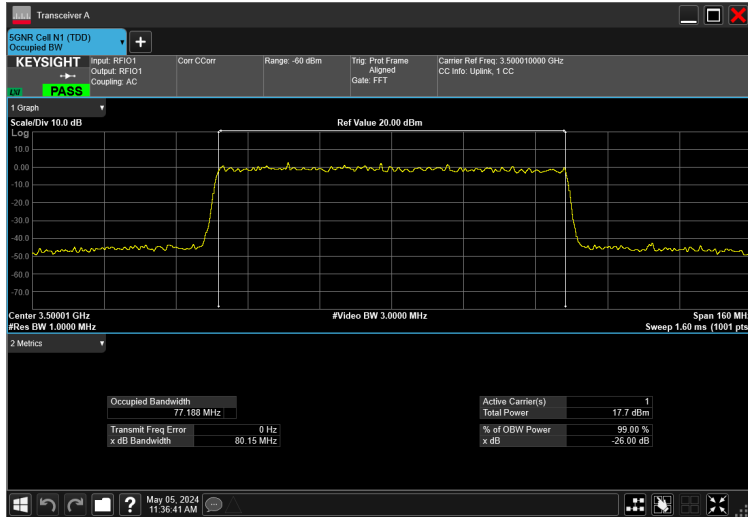 Transceiver A
5GNR Cell N1 (TDD)
Occupied BW
KEYSIGHT
LXI
PASS
Input: RFIO1
Output: RFIO1
Coupling: AC
Corr CCorr
Range: -60 dBm
Trig: Prot Frame
Aligned
Gate: FFT
Carrier Ref Freq: 3.500010000 GHz
CC Info: Uplink, 1 CC
1 Graph
Scale/Div 10.0 dB
Ref Value 20.00 dBm
Log
10.0
0.00
-10.0
-20.0
-30.0
-40.0
-50.0
-60.0
-70.0
Center 3.50001 GHz
#Video BW 3.0000 MHz
Span 160 MH
#Res BW 1.0000 MHz
Sweep 1.60 ms (1001 pts
2 Metrics
Occupied Bandwidth
77.188 MHz
Transmit Freq Error 0 Hz
x dB Bandwidth 80.15 MHz
Active Carrier(s) 1
Total Power 17.7 dBm
% of OBW Power 99.00 %
x dB -26.00 dB
?
May 05, 2024
11:36:41 AM